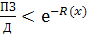 ПЗ/Д < e^{-R(x)}